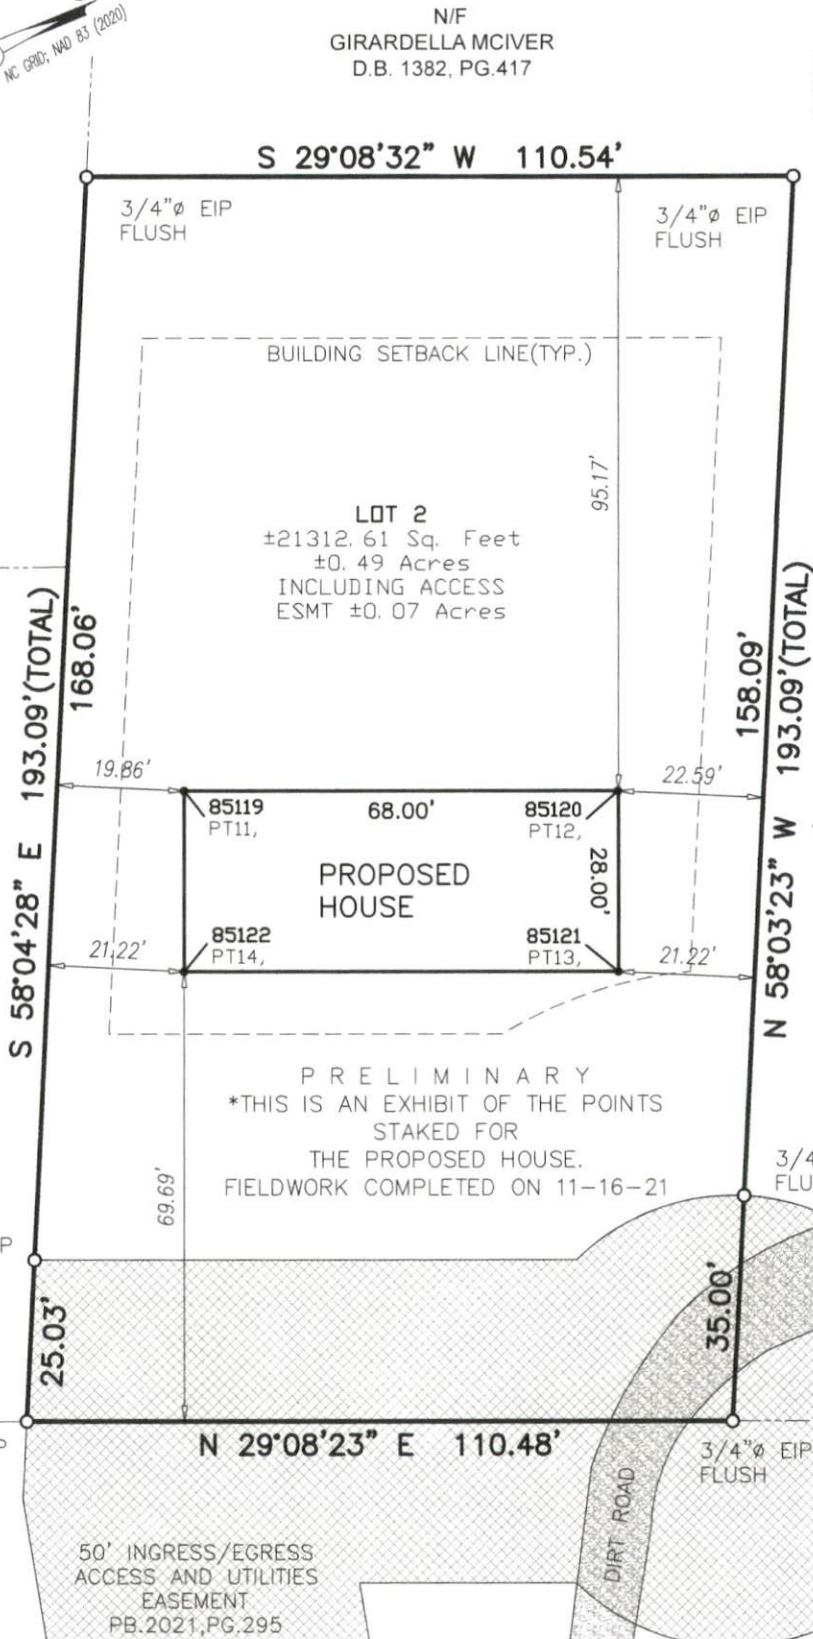 NC GRID; NAD 83 (2020)
N/F
GIRARDELLA MCIVER
D.B. 1382, PG.417
S 29°08'32" W 110.54'
3/4"ø EIP
FLUSH
3/4"ø EIP
FLUSH
BUILDING SETBACK LINE(TYP.)
95.17'
LOT 2
±21312.61 Sq. Feet
±0.49 Acres
INCLUDING ACCESS
ESMT ±0.07 Acres
S 58°04'28" E 193.09'(TOTAL)
168.06'
158.09'
N 58°03'23" W 193.09'(TOTAL)
19.86'
22.59'
85119
PT11,
68.00'
85120
PT12,
PROPOSED
HOUSE
28.00'
85122
PT14,
85121
PT13,
21.22'
21.22'
PRELIMINARY
*THIS IS AN EXHIBIT OF THE POINTS
STAKED FOR
THE PROPOSED HOUSE.
FIELDWORK COMPLETED ON 11-16-21
69.69'
3/4
FLU
P
25.03'
35.00'
N 29°08'23" E 110.48'
P
3/4"ø EIP
FLUSH
DIRT ROAD
50' INGRESS/EGRESS
ACCESS AND UTILITIES
EASEMENT
PB.2021,PG.295